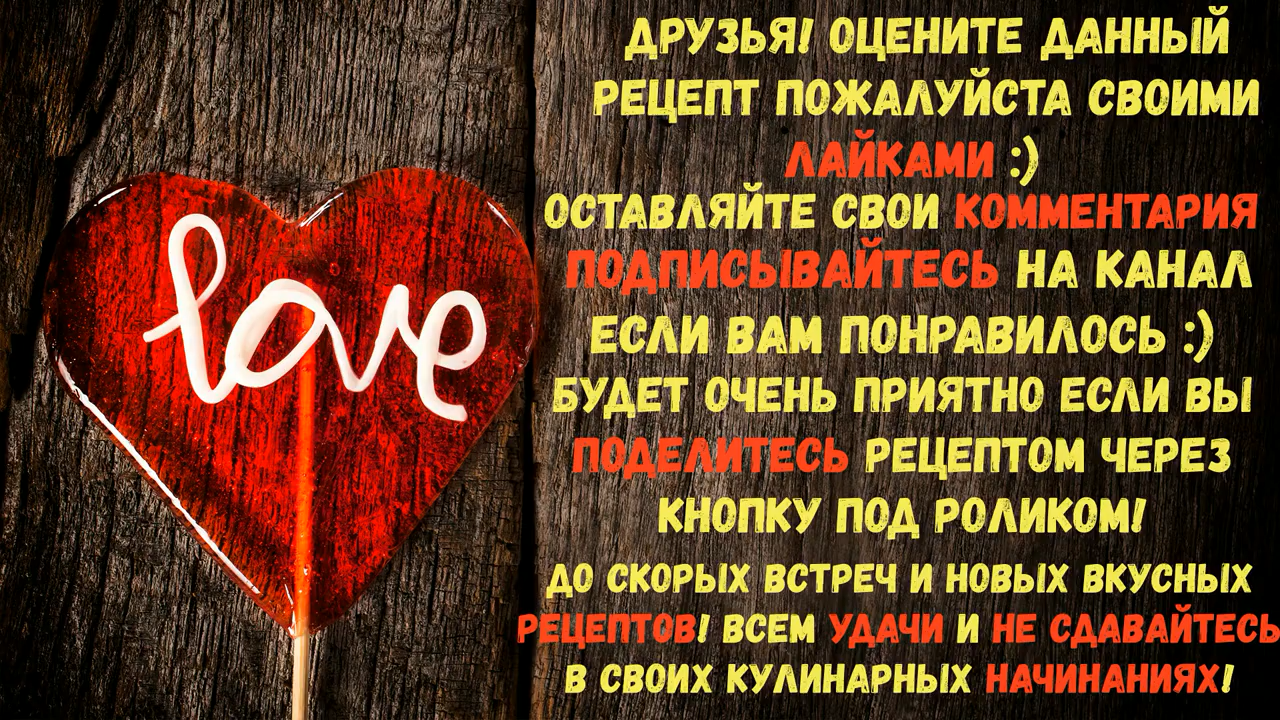 love
ДРУЗЬЯ! ОЦЕНИТЕ ДАННЫЙ
РЕЦЕПТ ПОЖАЛУЙСТА СВОИМИ
ЛАЙКАМИ :)
ОСТАВЛЯЙТЕ СВОИ КОММЕНТАРИЯ
ПОДПИСЫВАЙТЕСЬ НА КАНАЛ
ЕСЛИ ВАМ ПОНРАВИЛОСЬ :)
БУДЕТ ОЧЕНЬ ПРИЯТНО ЕСЛИ ВЫ
ПОДЕЛИТЕСЬ РЕЦЕПТОМ ЧЕРЕЗ
КНОПКУ ПОД РОЛИКОМ!
ДО СКОРЫХ ВСТРЕЧ И НОВЫХ ВКУСНЫХ
РЕЦЕПТОВ! ВСЕМ УДАЧИ И НЕ СДАВАЙТЕСЬ
В СВОИХ КУЛИНАРНЫХ НАЧИНАНИЯХ!